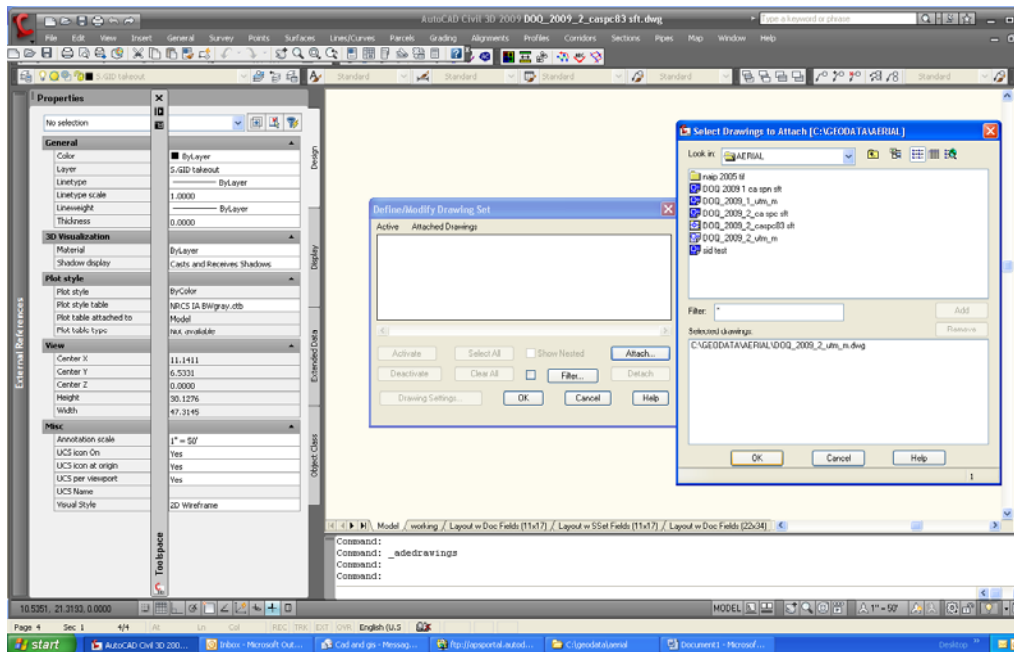 AutoCAD Civil 3D 2009 DOQ_2009_2_caspc83 sft.dwg
Type a keyword or phrase
File Edit View Insert General Survey Points Surfaces Lines/Curves Parcels Grading Alignments Profiles Corridors Sections Pipes Map Window Help
S.GID takeout
Standard Standard Standard Standard Standard
Properties
No selection
General
Color ByLayer
Layer S.GID takeout
Linetype ByLayer
Linetype scale 1.0000
Lineweight ByLayer
Thickness 0.0000
3D Visualization
Material ByLayer
Shadow display Casts and Receives Shadows
Plot style
Plot style ByColor
Plot style table NRCS IA BWgray.ctb
Plot table attached to Model
Plot table type Not available
View
Center X 11.1411
Center Y 6.5331
Center Z 0.0000
Height 30.1276
Width 47.3145
Misc
Annotation scale 1" = 50'
UCS icon On Yes
UCS icon at origin Yes
UCS per viewport Yes
UCS Name
Visual Style 2D Wireframe
Design
Display
Extended Data
Object Class
External References
Toolspace
Define/Modify Drawing Set
Active Attached Drawings
Activate Select All Show Nested Attach...
Deactivate Clear All Filter... Detach
Drawing Settings... OK Cancel Help
Select Drawings to Attach [C:\GEODATA\AERIAL]
Look in: AERIAL
naip 2005 tif
DOQ 2009 1 ca spn sft
DOQ_2009_1_utm_m
DOQ_2009_2_ca spc sft
DOQ_2009_2_caspc83 sft
DOQ_2009_2_utm_m
sid test
Filter: * Add
Selected drawings: Remove
C:\GEODATA\AERIAL\DOQ_2009_2_utm_m.dwg
OK Cancel Help
1
Model / working / Layout w Doc Fields (11x17) / Layout w SSet Fields (11x17) / Layout w Doc Fields (22x34)
Command:
Command: _adedrawings
Command:
Command:
10.5351, 21.3193, 0.0000
MODEL
1" = 50'
Page 4 Sec 1 4/4 At Ln Col REC TRK EXT OVR English (U.S
start
AutoCAD Civil 3D 200...
Inbox - Microsoft Out...
Cad and gis - Messag...
ftp://apsportal.autod...
C:\geodata\aerial
Document1 - Microsof...
Desktop